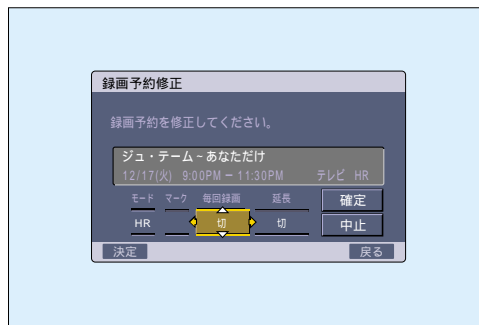 録画予約修正
録画予約を修正してください。
ジュ・テーム~あなただけ
12/17(火) 9:00PM − 11:30PM テレビ HR
モード マーク 毎回録画 延長 確定
HR 切 切 中止
決定 戻る